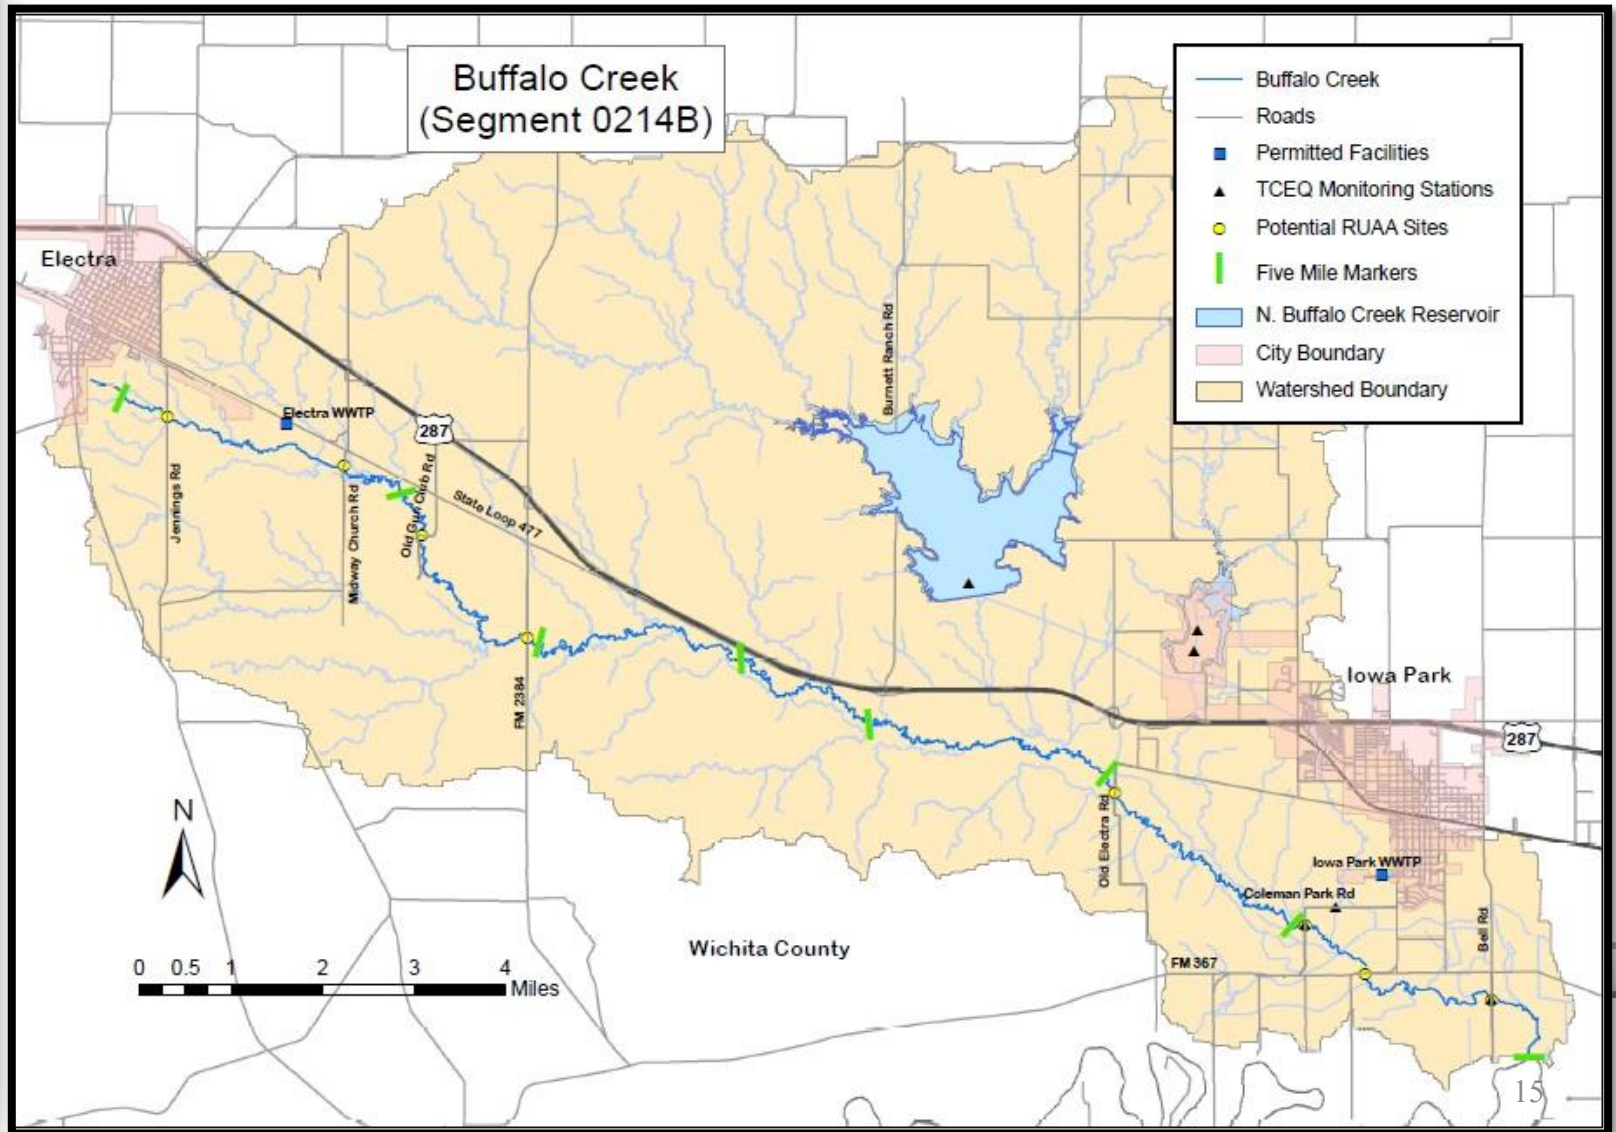 Buffalo Creek
(Segment 0214B)
Buffalo Creek
Roads
Permitted Facilities
TCEQ Monitoring Stations
Potential RUAA Sites
Five Mile Markers
N. Buffalo Creek Reservoir
City Boundary
Watershed Boundary
Electra
Burnett Ranch Rd
Electra WWTP
287
Jennings Rd
Midway Church Rd
Old Gun Club Rd
State Loop 477
FM 2384
Iowa Park
287
Old Electra Rd
Iowa Park WWTP
Coleman Park Rd
Bell Rd
FM 367
Wichita County
N
0 0.5 1 2 3 4
Miles
15